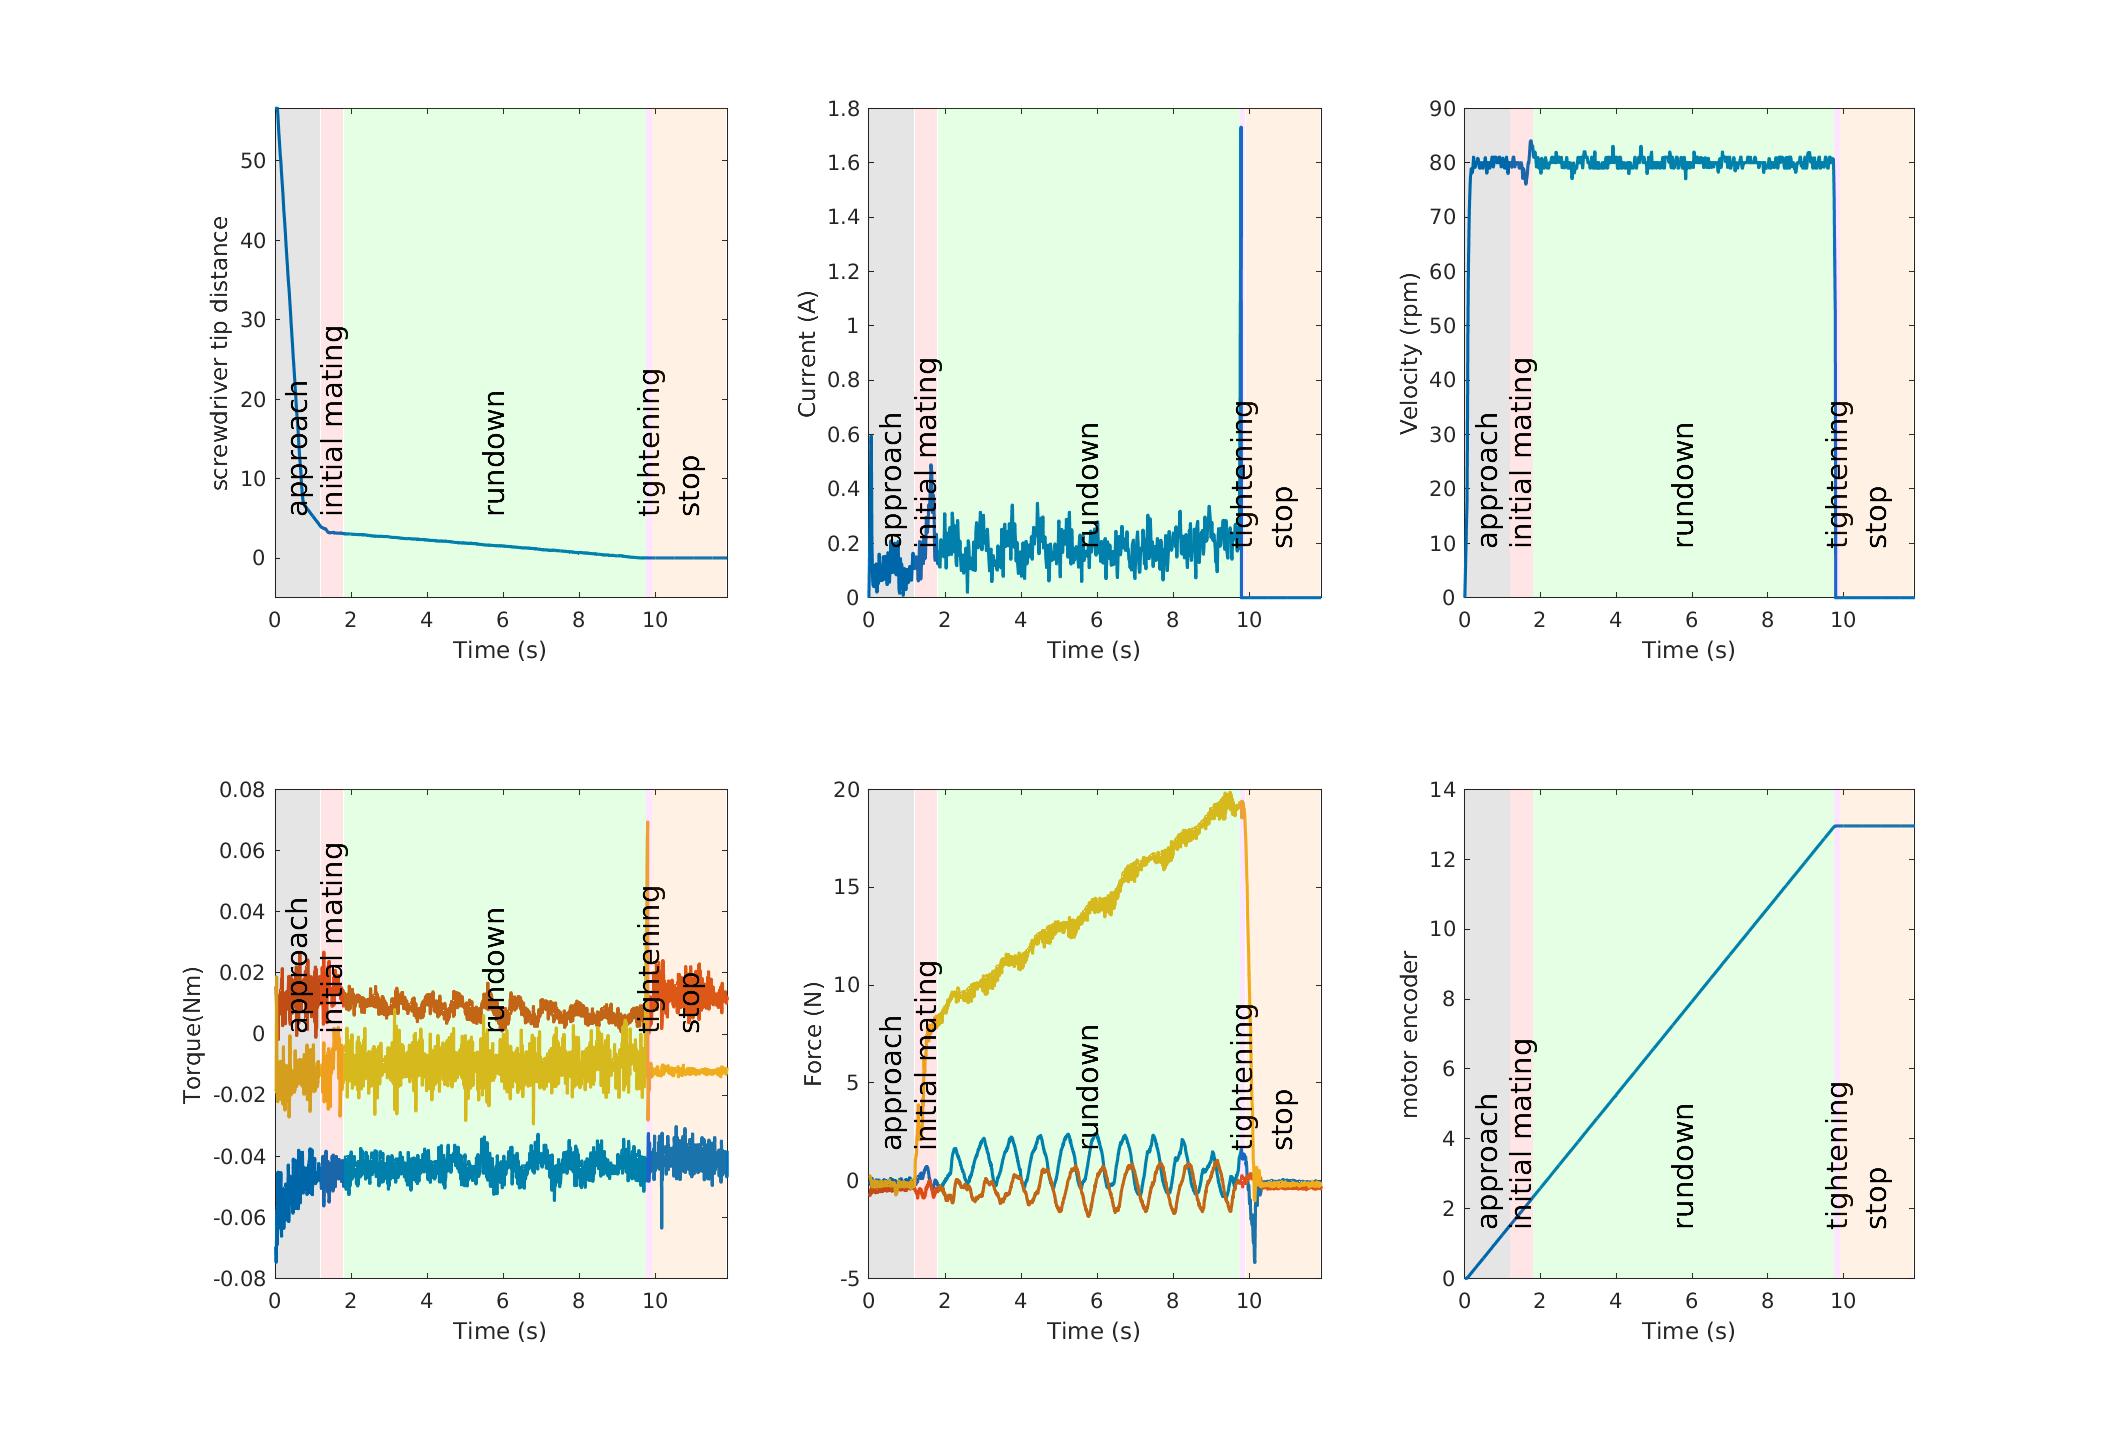 screwdriver tip distance
50
40
30
20
10
0
approach
initial mating
rundown
tightening
stop
0 2 4 6 8 10
Time (s)
Current (A)
1.8
1.6
1.4
1.2
1
0.8
0.6
0.4
0.2
0
approach
initial mating
rundown
tightening
stop
0 2 4 6 8 10
Time (s)
Velocity (rpm)
90
80
70
60
50
40
30
20
10
0
approach
initial mating
rundown
tightening
stop
0 2 4 6 8 10
Time (s)
Torque(Nm)
0.08
0.06
0.04
0.02
0
-0.02
-0.04
-0.06
-0.08
approach
initial mating
rundown
tightening
stop
0 2 4 6 8 10
Time (s)
Force (N)
20
15
10
5
0
-5
approach
initial mating
rundown
tightening
stop
0 2 4 6 8 10
Time (s)
motor encoder
14
12
10
8
6
4
2
0
approach
initial mating
rundown
tightening
stop
0 2 4 6 8 10
Time (s)